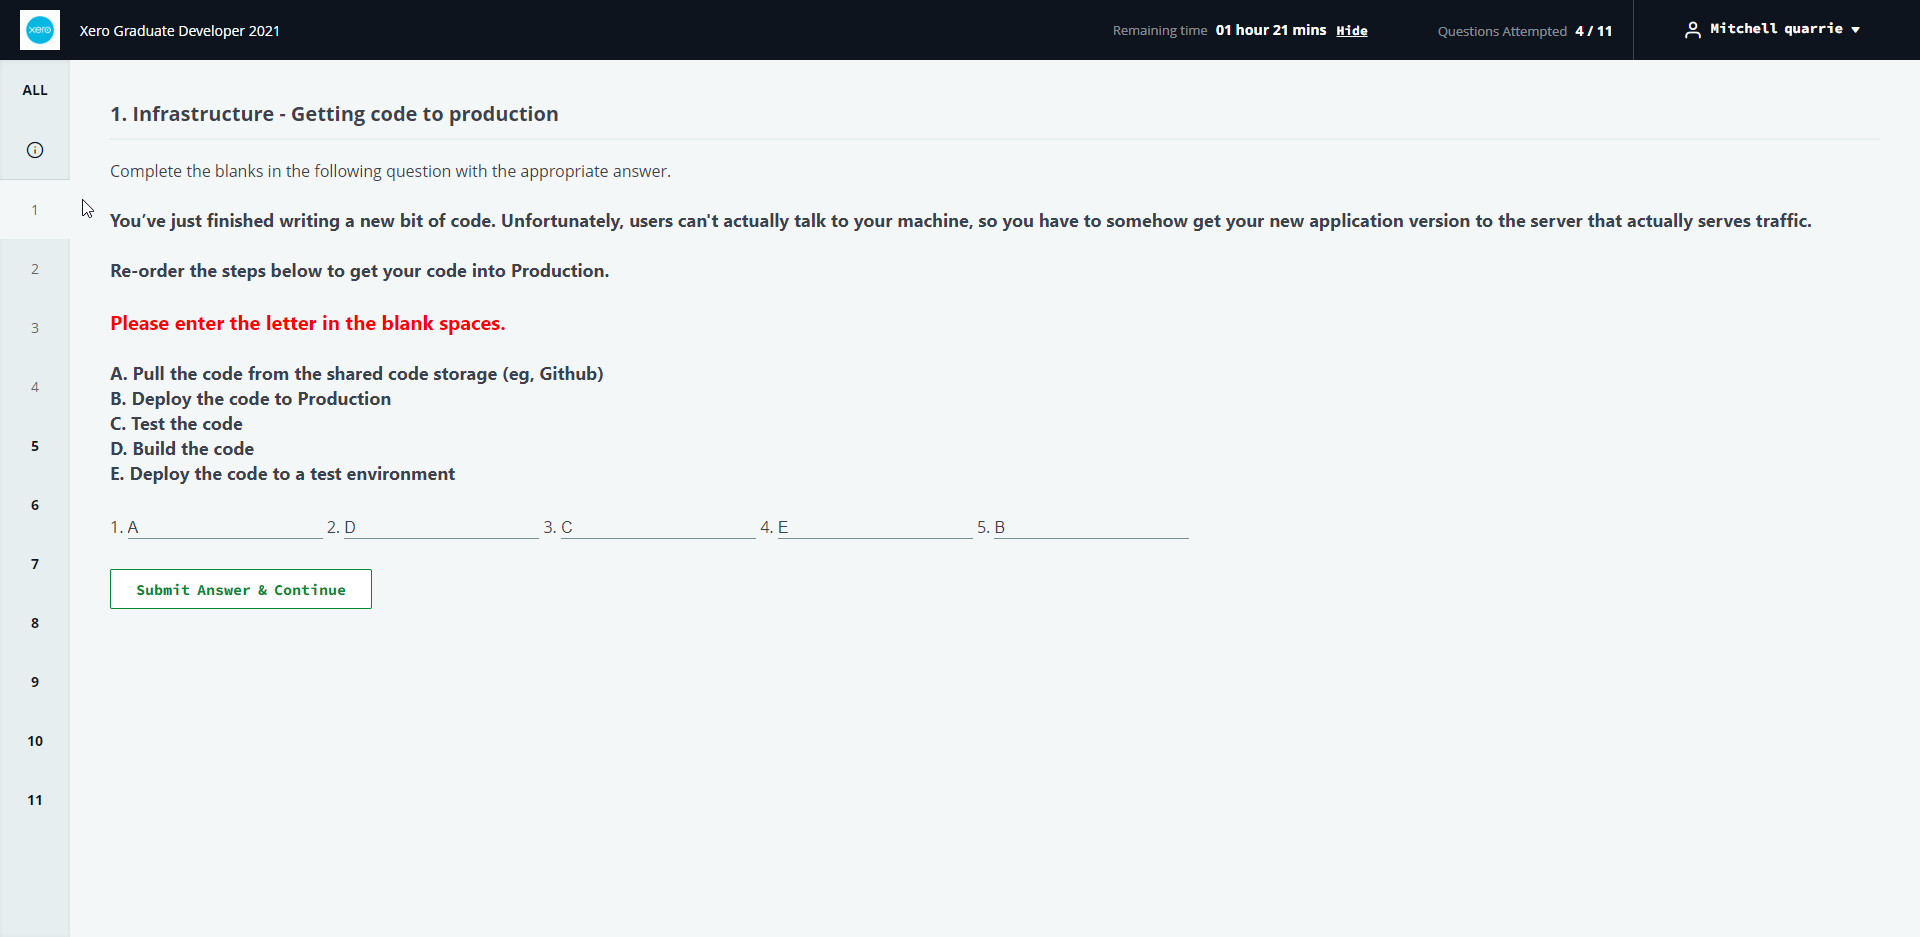 xero
Xero Graduate Developer 2021
Remaining time 01 hour 21 mins Hide
Questions Attempted 4 / 11
Mitchell quarrie
ALL
1
2
3
4
5
6
7
8
9
10
11
1. Infrastructure - Getting code to production
Complete the blanks in the following question with the appropriate answer.
You’ve just finished writing a new bit of code. Unfortunately, users can't actually talk to your machine, so you have to somehow get your new application version to the server that actually serves traffic.
Re-order the steps below to get your code into Production.
Please enter the letter in the blank spaces.
A. Pull the code from the shared code storage (eg, Github)
B. Deploy the code to Production
C. Test the code
D. Build the code
E. Deploy the code to a test environment
1. A 2. D 3. C 4. E 5. B
Submit Answer & Continue